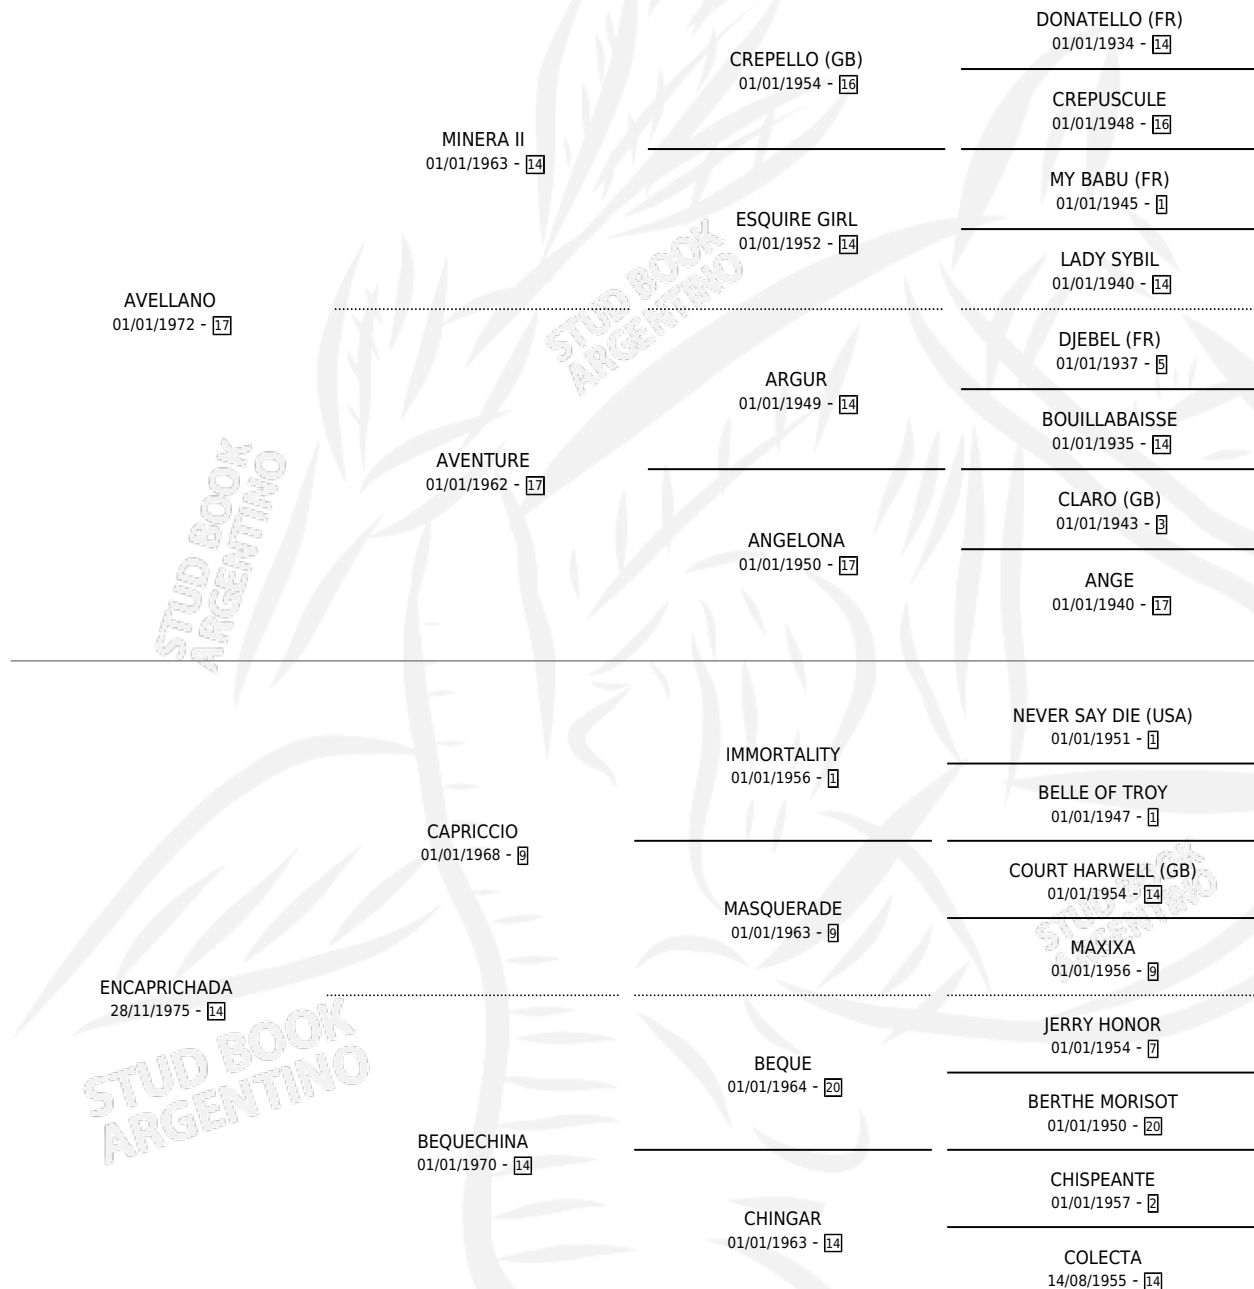 DONATELLO (FR)
01/01/1934 - 14
CREPELLO (GB)
01/01/1954 - 16
CREPUSCULE
01/01/1948 - 16
MINERA II
01/01/1963 - 14
MY BABU (FR)
01/01/1945 - 1
ESQUIRE GIRL
01/01/1952 - 14
LADY SYBIL
01/01/1940 - 14
AVELLANO
01/01/1972 - 17
DJEBEL (FR)
01/01/1937 - 5
ARGUR
01/01/1949 - 14
BOUILLABAISSE
01/01/1935 - 14
AVENTURE
01/01/1962 - 17
CLARO (GB)
01/01/1943 - 3
ANGELONA
01/01/1950 - 17
ANGE
01/01/1940 - 17
NEVER SAY DIE (USA)
01/01/1951 - 1
IMMORTALITY
01/01/1956 - 1
BELLE OF TROY
01/01/1947 - 1
CAPRICCIO
01/01/1968 - 9
COURT HARWELL (GB)
01/01/1954 - 14
MASQUERADE
01/01/1963 - 9
MAXIXA
01/01/1956 - 9
ENCAPRICHADA
28/11/1975 - 14
JERRY HONOR
01/01/1954 - 7
BEQUE
01/01/1964 - 20
BERTHE MORISOT
01/01/1950 - 20
BEQUECHINA
01/01/1970 - 14
CHISPEANTE
01/01/1957 - 2
CHINGAR
01/01/1963 - 14
COLECTA
14/08/1955 - 14
STUD BOOK
ARGENTINO
STUD BOOK
ARGENTINO
STUD BOOK
ARGENTINO
STUD BOOK
ARGENTINO